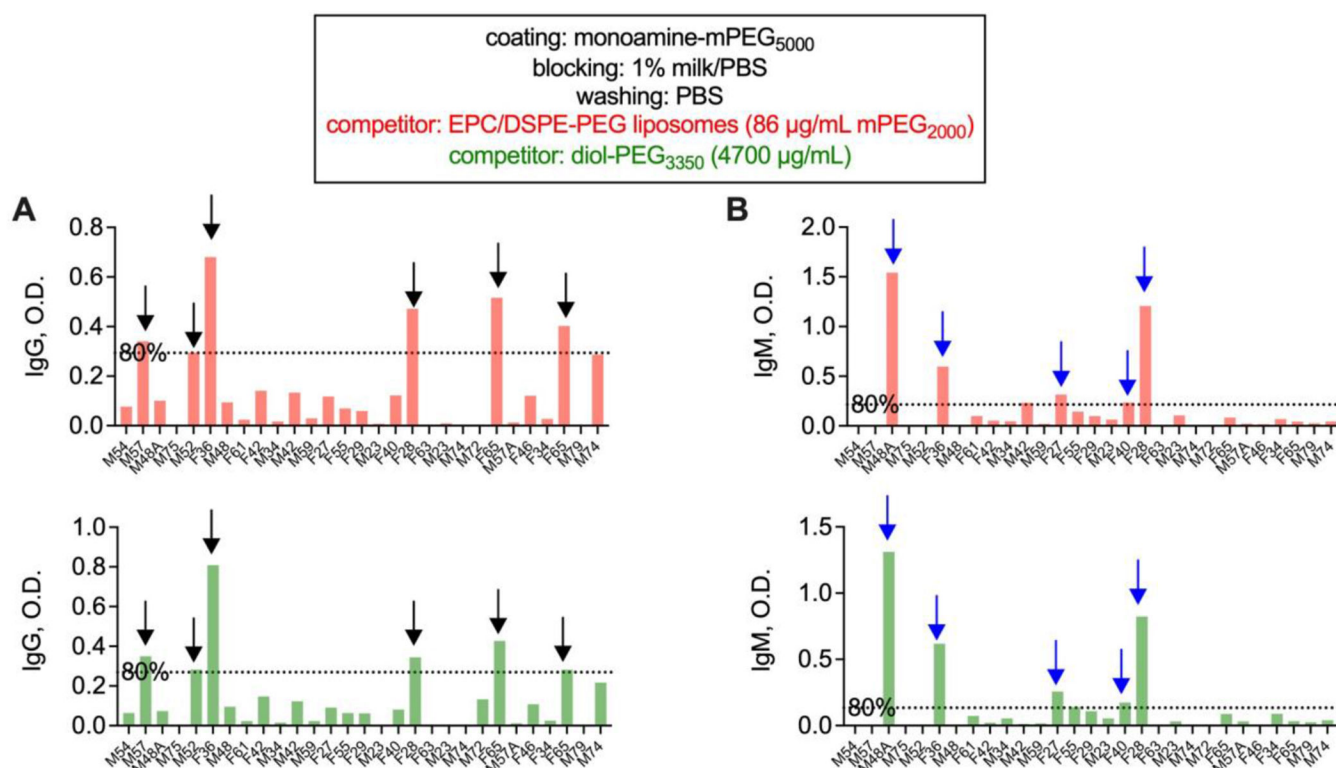 coating: monoamine-mPEG5000
blocking: 1% milk/PBS
washing: PBS
competitor: EPC/DSPE-PEG liposomes (86 µg/mL mPEG2000)
competitor: diol-PEG3350 (4700 µg/mL)
A
IgG, O.D.
0.8
0.6
0.4
0.2
0.0
80%
M54 M57 M48A M75 M52 F36 M48 F61 F42 M34 M42 M59 F27 F55 F29 M23 F40 F28 F63 M23 M74 M72 F65 M57A F46 F34 F65 M79 M74
B
IgM, O.D.
2.0
1.5
1.0
0.5
0.0
80%
M54 M57 M48A M75 M52 F36 M48 F61 F42 M34 M42 M59 F27 F55 F29 M23 F40 F28 F63 M23 M74 M72 F65 M57A F46 F34 F65 M79 M74
IgG, O.D.
1.0
0.8
0.6
0.4
0.2
0.0
80%
M54 M57 M48A M75 M52 F36 M48 F61 F42 M34 M42 M59 F27 F55 F29 M23 F40 F28 F63 M23 M74 M72 F65 M57A F46 F34 F65 M79 M74
IgM, O.D.
1.5
1.0
0.5
0.0
80%
M54 M57 M48A M75 M52 F36 M48 F61 F42 M34 M42 M59 F27 F55 F29 M23 F40 F28 F63 M23 M74 M72 F65 M57A F46 F34 F65 M79 M74